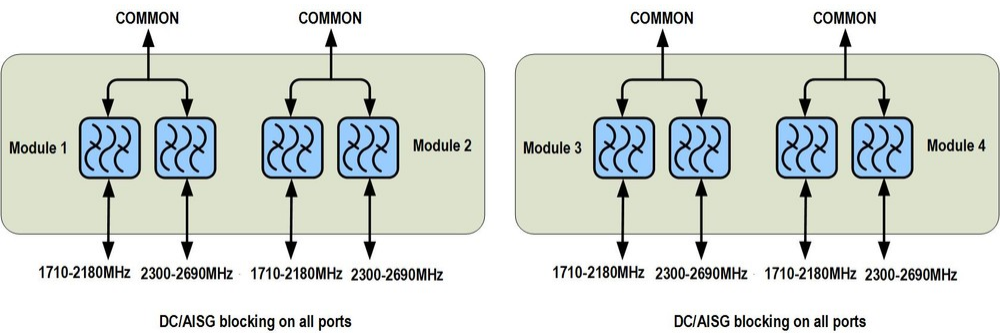 COMMON COMMON COMMON COMMON
Module 1 Module 2 Module 3 Module 4
1710-2180MHz 2300-2690MHz 1710-2180MHz 2300-2690MHz 1710-2180MHz 2300-2690MHz 1710-2180MHz 2300-2690MHz
DC/AISG blocking on all ports DC/AISG blocking on all ports